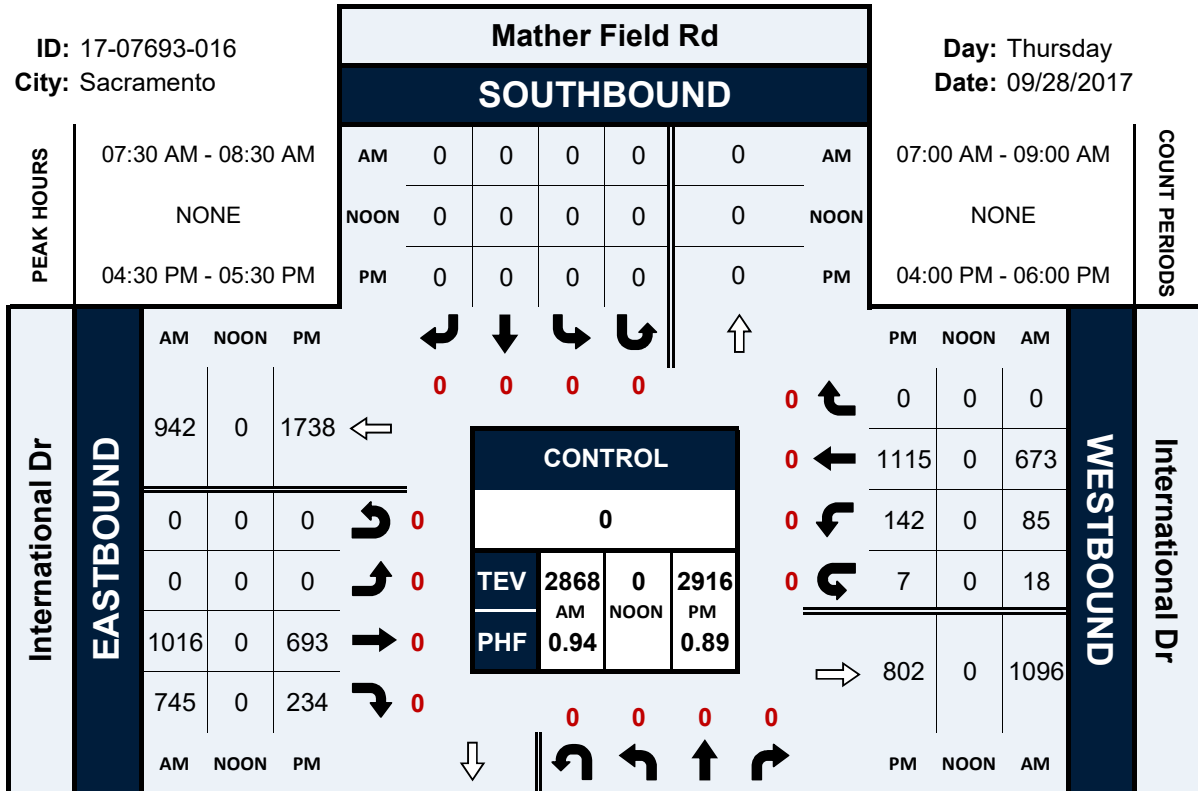 Mather Field Rd
ID: 17-07693-016
Day: Thursday
City: Sacramento
Date: 09/28/2017
SOUTHBOUND
PEAK HOURS
07:30 AM - 08:30 AM
NONE
04:30 PM - 05:30 PM
AM 0 0 0 0 0 AM
NOON 0 0 0 0 0 NOON
PM 0 0 0 0 0 PM
07:00 AM - 09:00 AM
NONE
04:00 PM - 06:00 PM
COUNT PERIODS
0 0 0 0
International Dr
EASTBOUND
AM NOON PM
942 0 1738
0 0 0 0
0 0 0 0
1016 0 693 0
745 0 234 0
AM NOON PM
CONTROL
0
TEV 2868 0 2916
AM NOON PM
PHF 0.94 0.89
PM NOON AM
0 0 0 0
0 1115 0 673
0 142 0 85
0 7 0 18
802 0 1096
PM NOON AM
WESTBOUND
International Dr
0 0 0 0